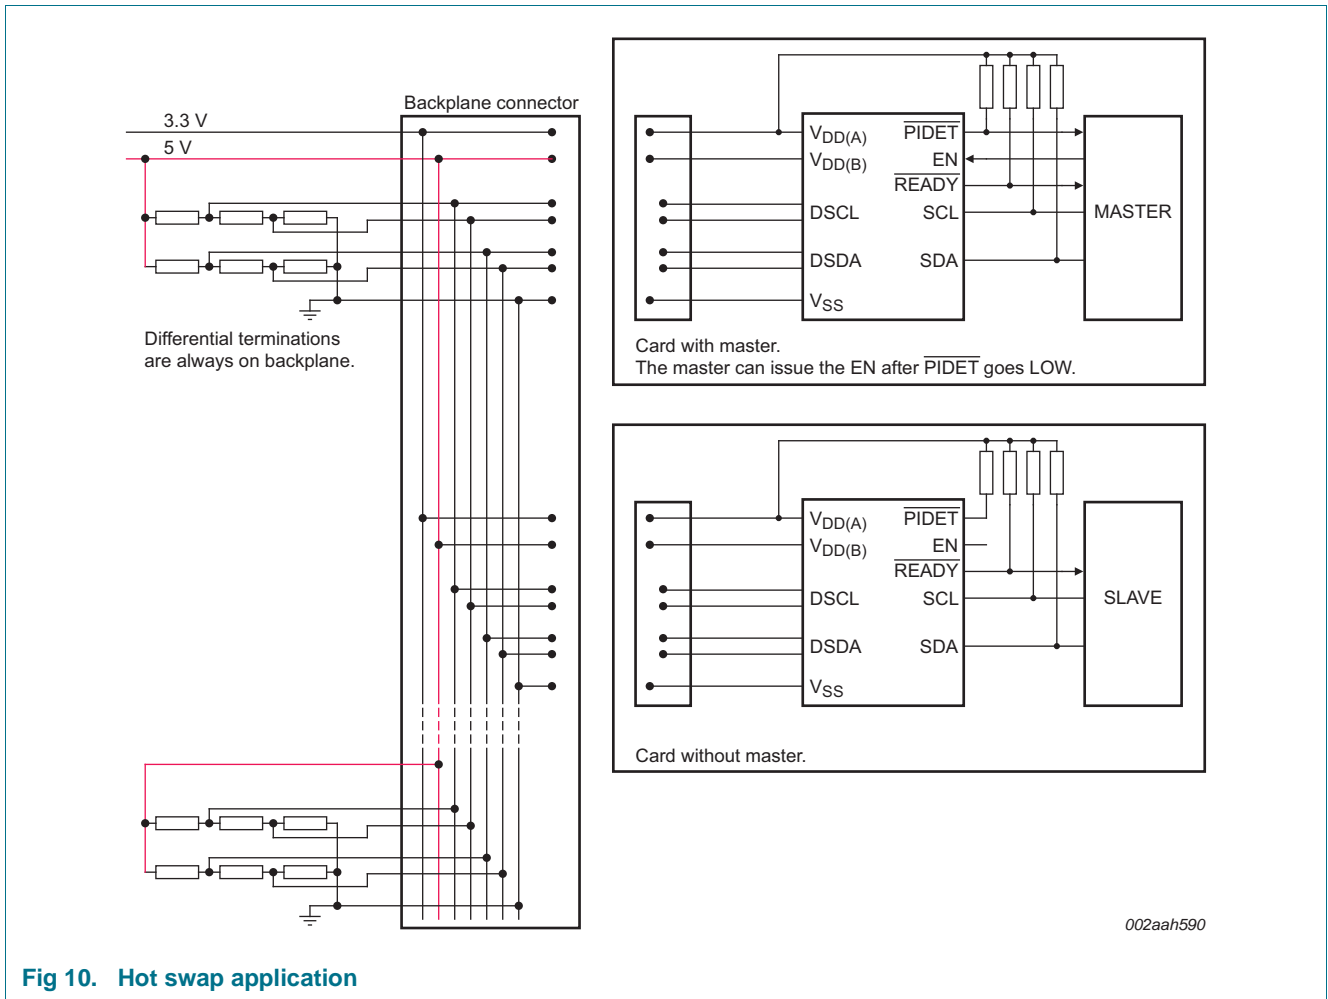 Backplane connector
3.3 V
5 V
Differential terminations
are always on backplane.
VDD(A)
VDD(B)
DSCL
DSDA
VSS
PIDET
EN
READY
SCL
SDA
MASTER
Card with master.
The master can issue the EN after PIDET goes LOW.
VDD(A)
VDD(B)
DSCL
DSDA
VSS
PIDET
EN
READY
SCL
SDA
SLAVE
Card without master.
002aah590
Fig 10. Hot swap application